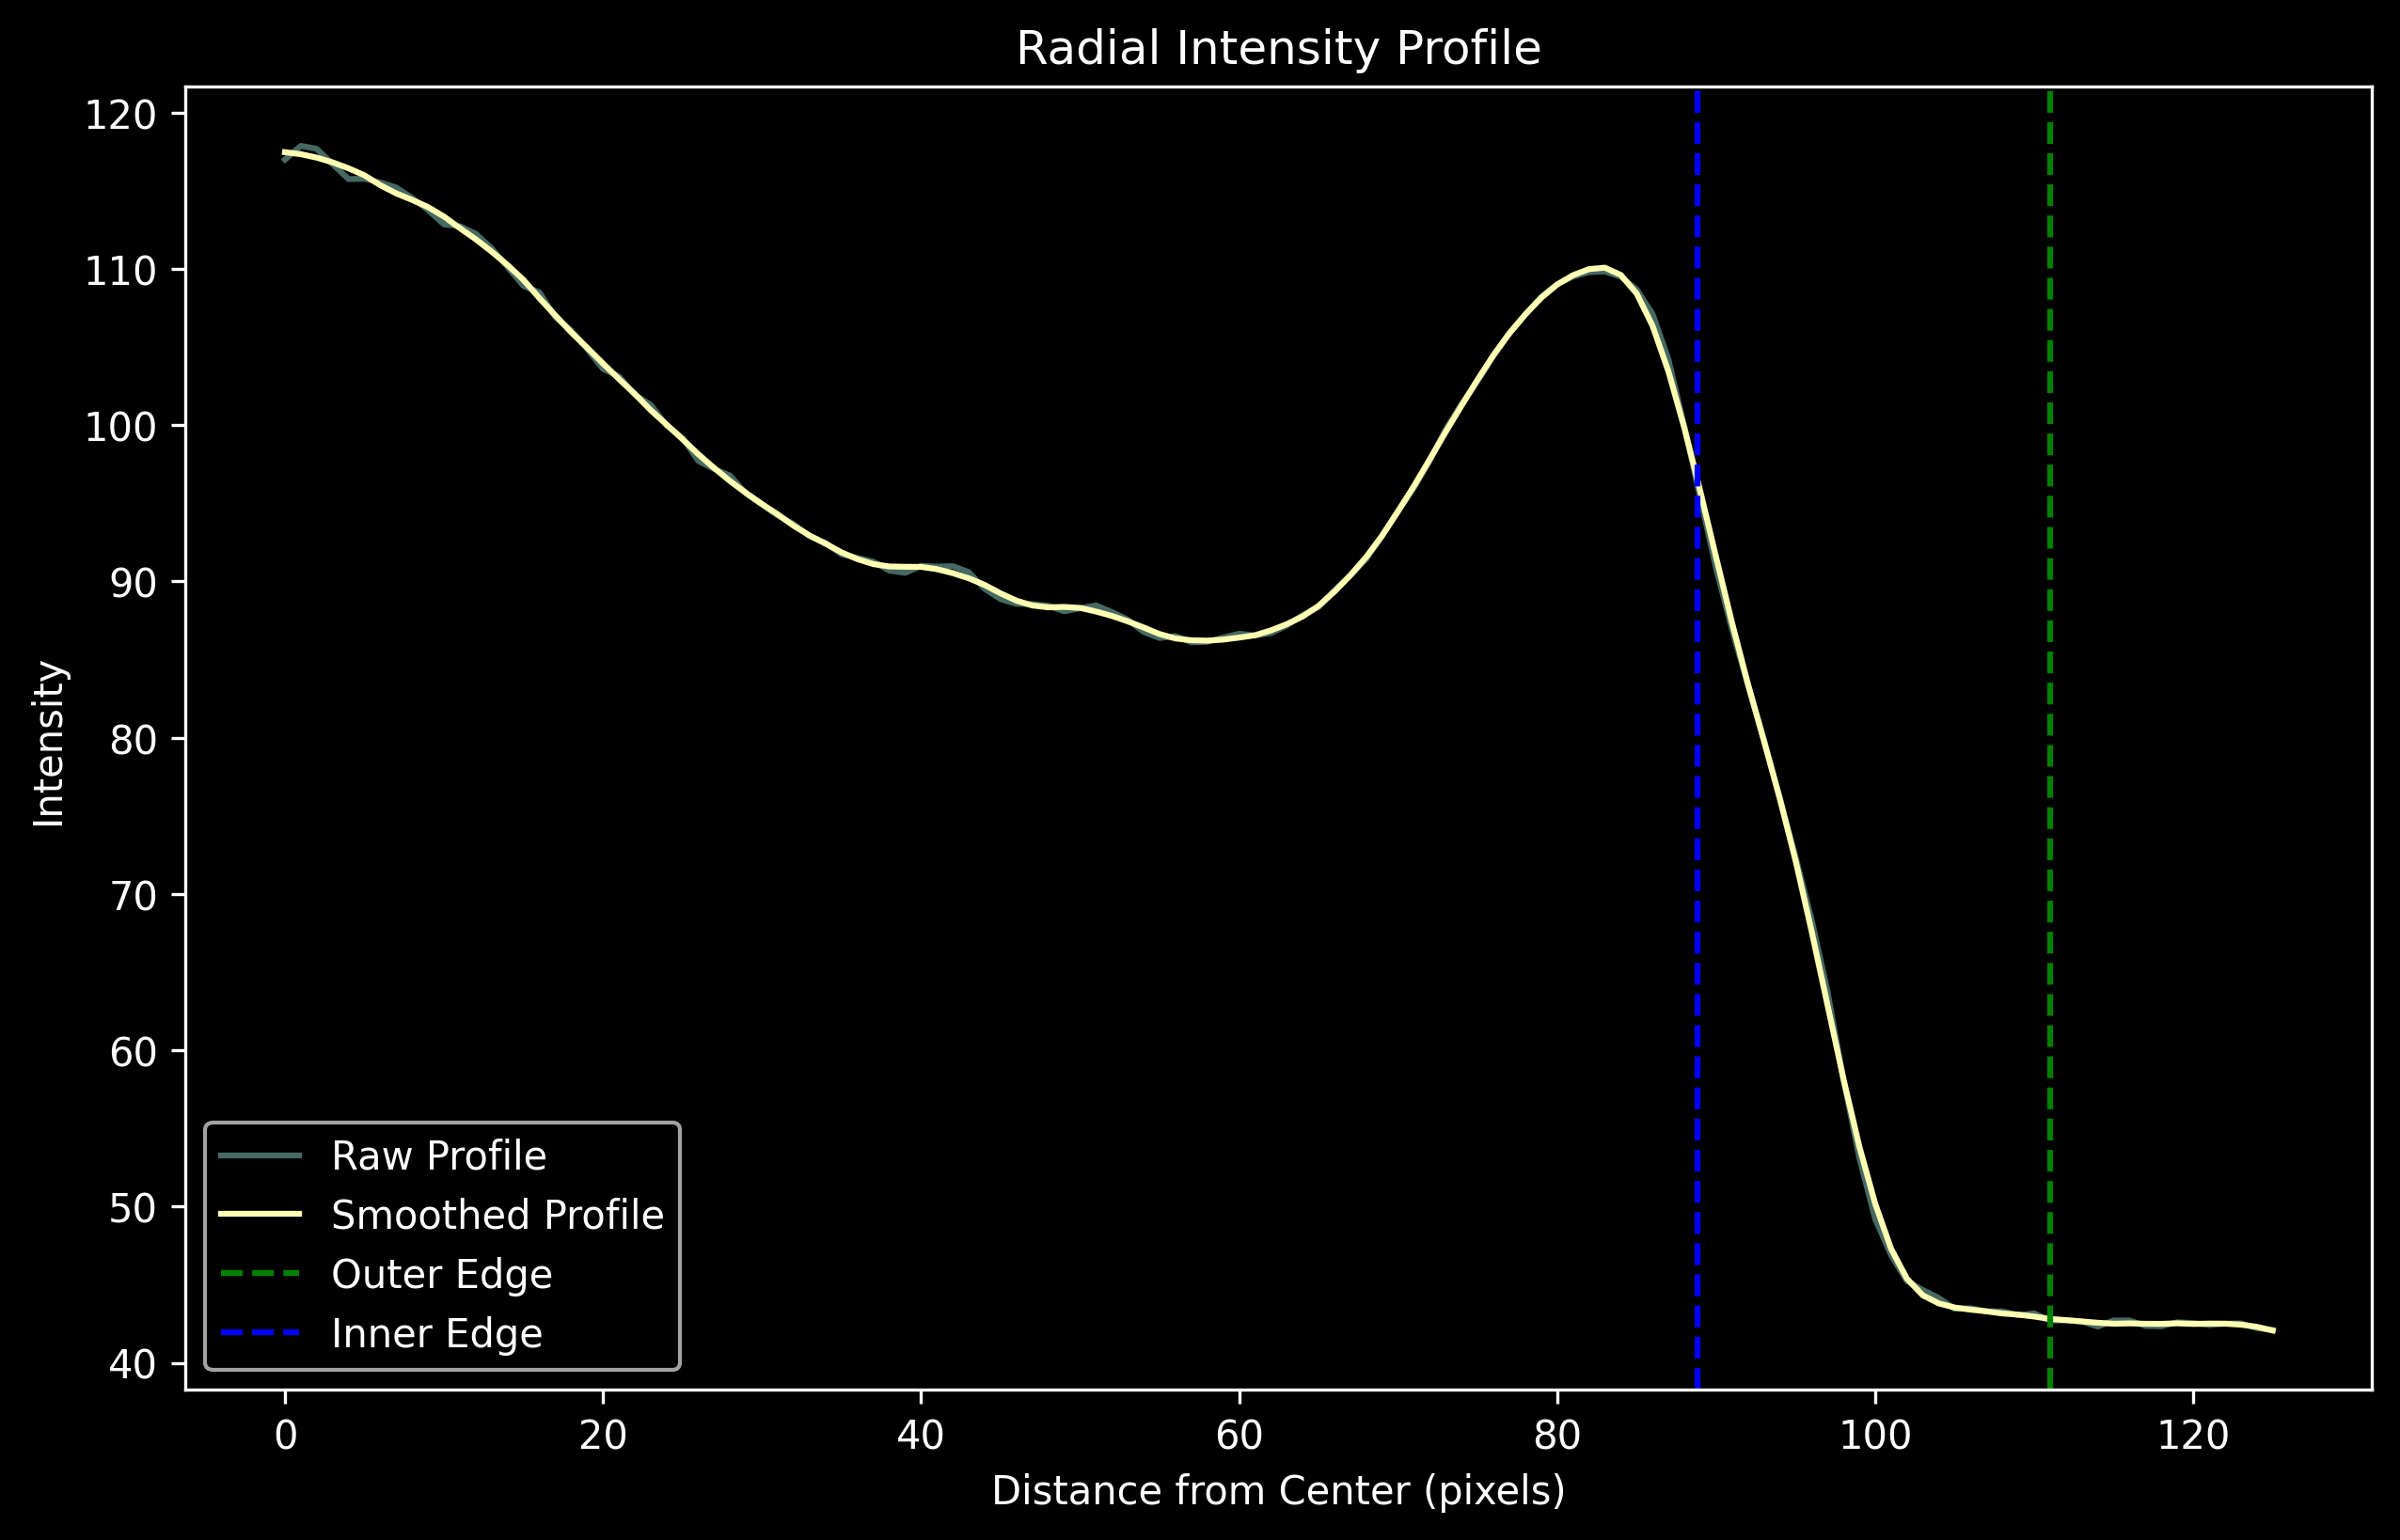 Radial Intensity Profile
120
110
100
90
80
70
60
50
40
Intensity
Raw Profile
Smoothed Profile
Outer Edge
Inner Edge
0 20 40 60 80 100 120
Distance from Center (pixels)